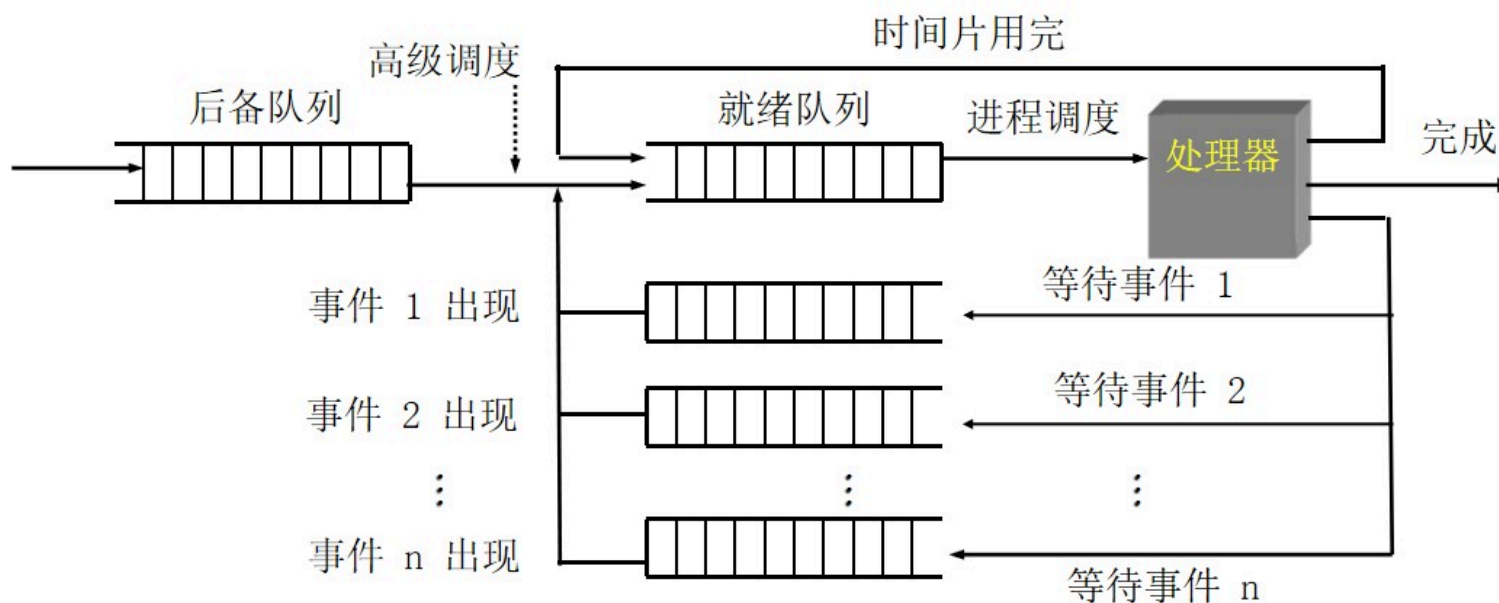 时间片用完
高级调度
后备队列
就绪队列
进程调度
处理器
完成
事件 1 出现
等待事件 1
事件 2 出现
等待事件 2
⋮ ⋮ ⋮
事件 n 出现
等待事件 n